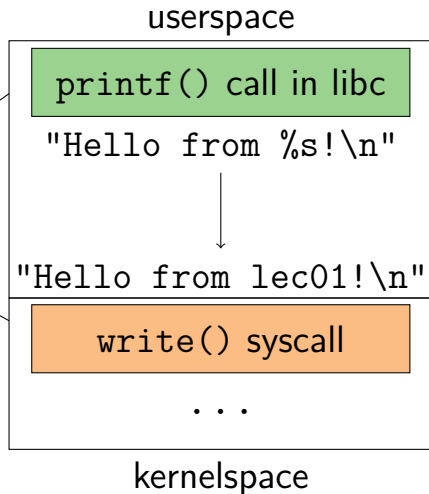 userspace
printf() call in libc
"Hello from %s!\n"
"Hello from lec01!\n"
write() syscall
...
kernelspace